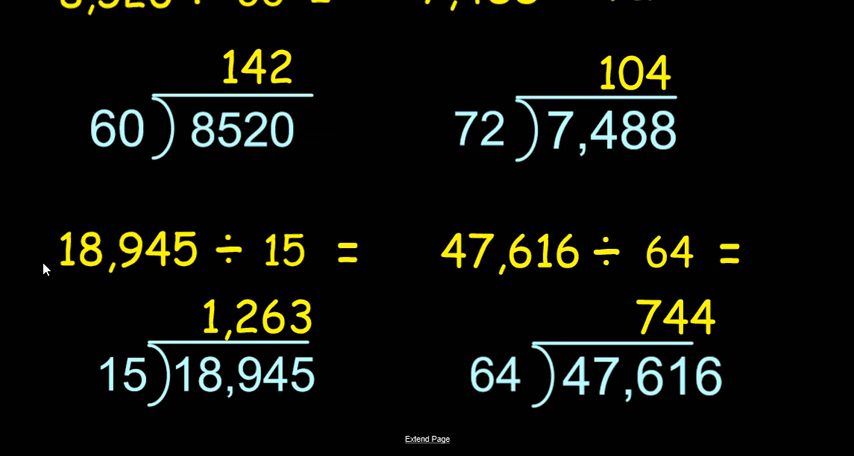 142
60)8520
104
72)7,488
18,945 ÷ 15 =
47,616 ÷ 64 =
1,263
15)18,945
744
64)47,616
Extend Page